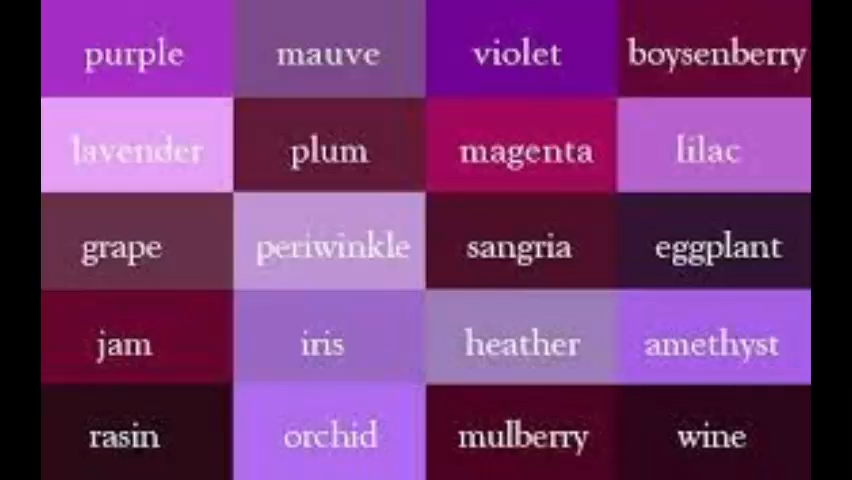 purple mauve violet boysenberry
lavender plum magenta lilac
grape periwinkle sangria eggplant
jam iris heather amethyst
rasin orchid mulberry wine